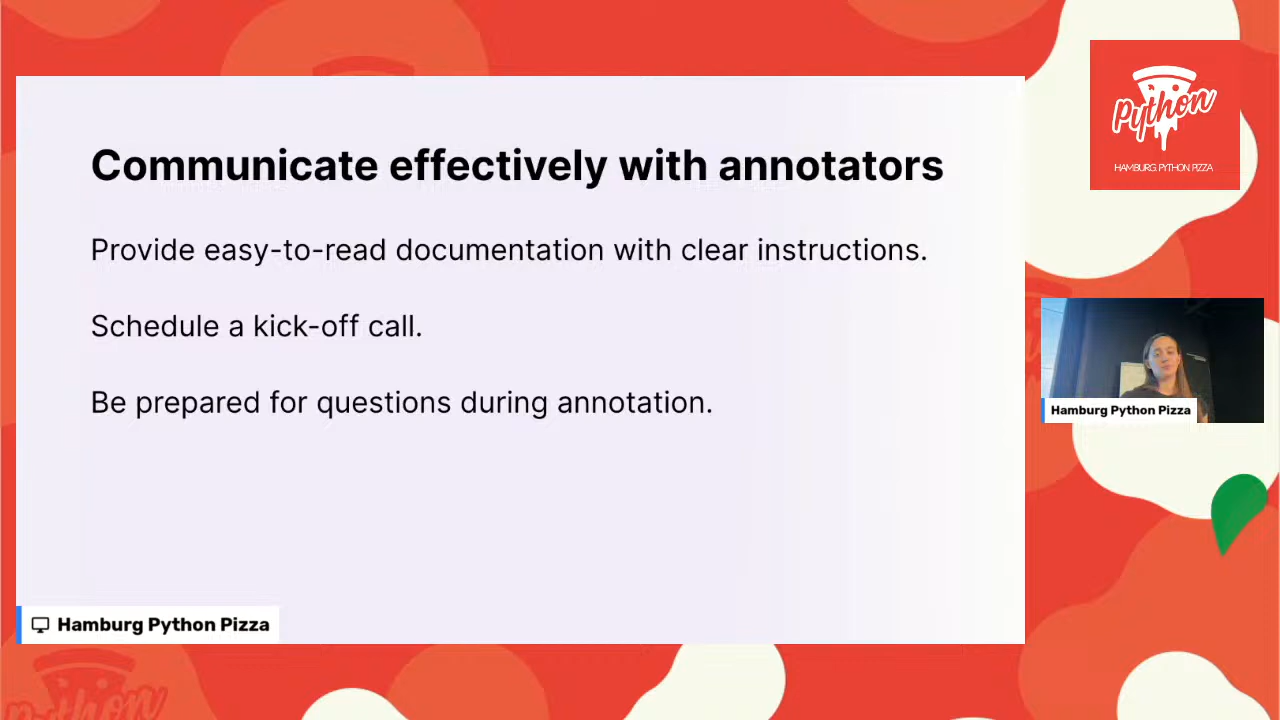 Communicate effectively with annotators
Provide easy-to-read documentation with clear instructions.
Schedule a kick-off call.
Be prepared for questions during annotation.
Hamburg Python Pizza
Python
HAMBURG PYTHON PIZZA
Hamburg Python Pizza
Python